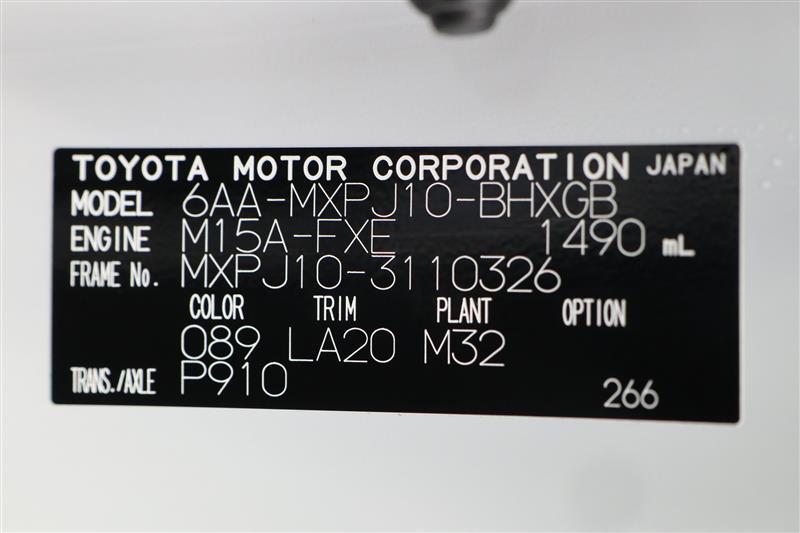 TOYOTA MOTOR CORPORATION JAPAN
MODEL 6AA-MXPJ10-BHXGB
ENGINE M15A-FXE 1490 mL
FRAME No. MXPJ10-3110326
COLOR TRIM PLANT OPTION
089 LA20 M32
TRANS./AXLE P910 266